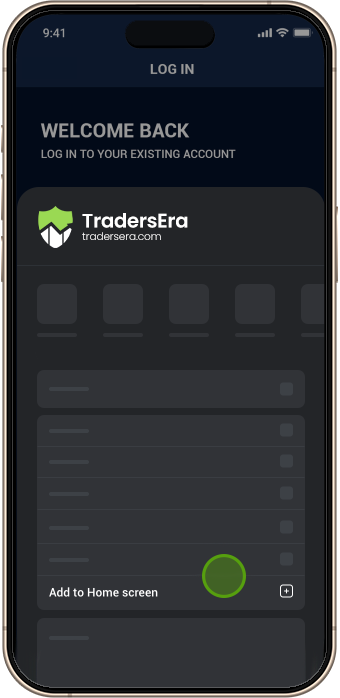 9:41
LOG IN
WELCOME BACK
LOG IN TO YOUR EXISTING ACCOUNT
TradersEra
tradersera.com
Add to Home screen